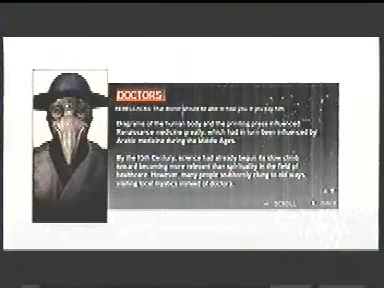 DOCTORS
Diagrams of the human body and the printing press influenced
Renaissance medicine greatly, which had in turn been influenced by
Arabic medicine during the Middle Ages.
By the 15th Century, science had already begun its slow climb
toward becoming more relevant than spirituality in the field of
healthcare. However, many people stubbornly clung to old ways,
visiting local mystics instead of doctors.
SCROLL BACK